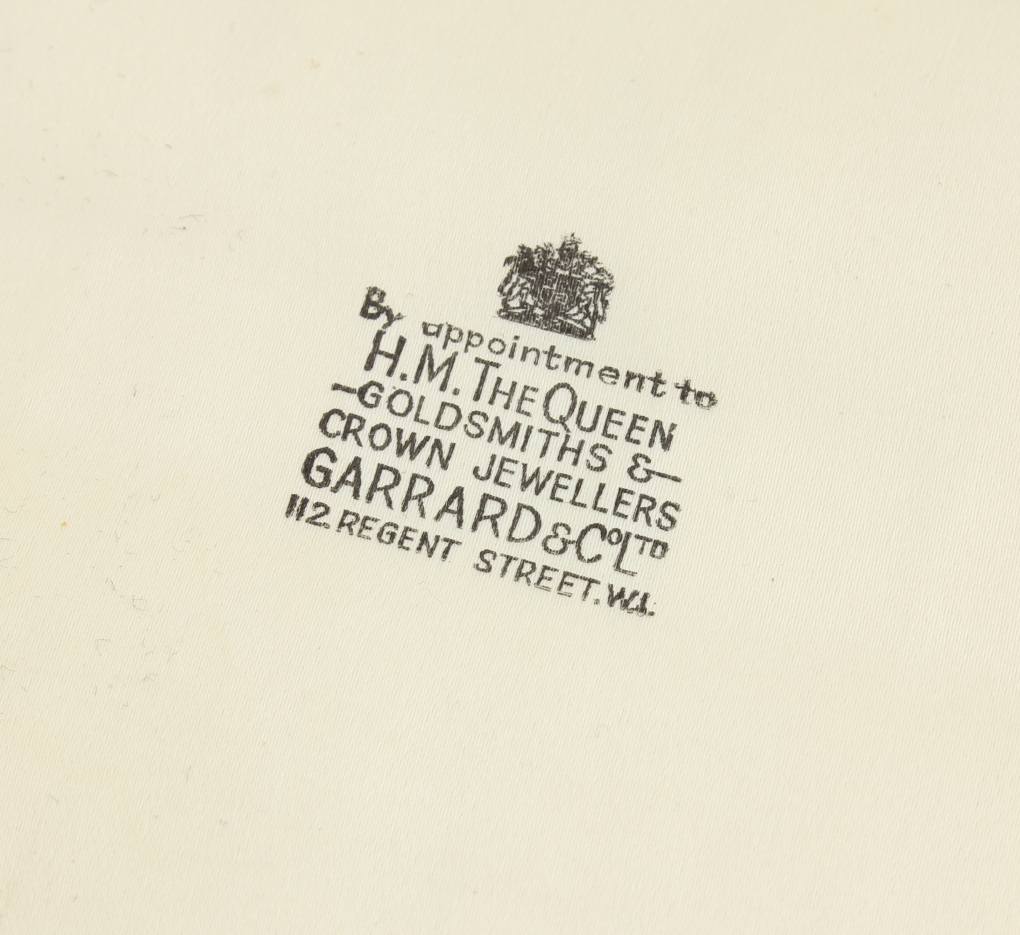 By appointment to
H.M. THE QUEEN
-GOLDSMITHS &-
CROWN JEWELLERS
GARRARD & Co LTD
112 REGENT STREET. W.1.